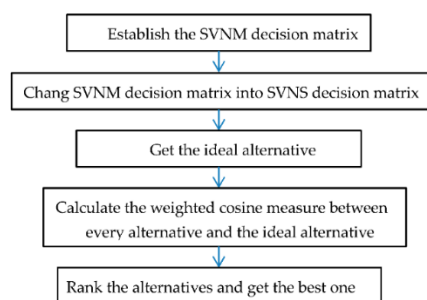 Establish the SVNM decision matrix
Chang SVNM decision matrix into SVNS decision matrix
Get the ideal alternative
Calculate the weighted cosine measure between
every alternative and the ideal alternative
Rank the alternatives and get the best one